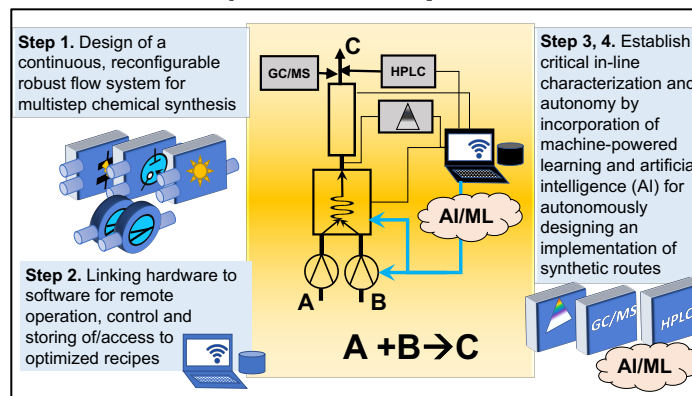 Step 1. Design of a
continuous, reconfigurable
robust flow system for
multistep chemical synthesis
Step 2. Linking hardware to
software for remote
operation, control and
storing of/access to
optimized recipes
C
GC/MS
HPLC
AI/ML
A
B
A +B→C
Step 3, 4. Establish
critical in-line
characterization and
autonomy by
incorporation of
machine-powered
learning and artificia
intelligence (AI) for
autonomously
designing an
implementation of
synthetic routes
GC/MS
HPLC
AI/ML